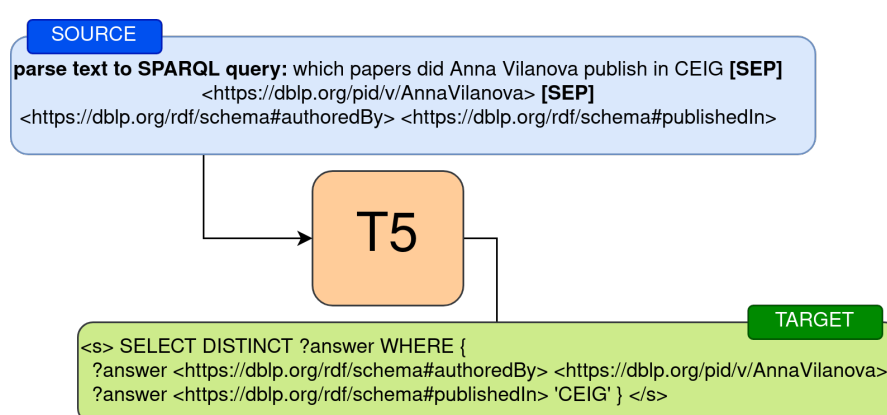 SOURCE
parse text to SPARQL query: which papers did Anna Vilanova publish in CEIG [SEP]
<https://dblp.org/pid/v/AnnaVilanova> [SEP]
<https://dblp.org/rdf/schema#authoredBy> <https://dblp.org/rdf/schema#publishedIn>
T5
TARGET
<s> SELECT DISTINCT ?answer WHERE {
?answer <https://dblp.org/rdf/schema#authoredBy> <https://dblp.org/pid/v/AnnaVilanova>
?answer <https://dblp.org/rdf/schema#publishedIn> 'CEIG' } </s>